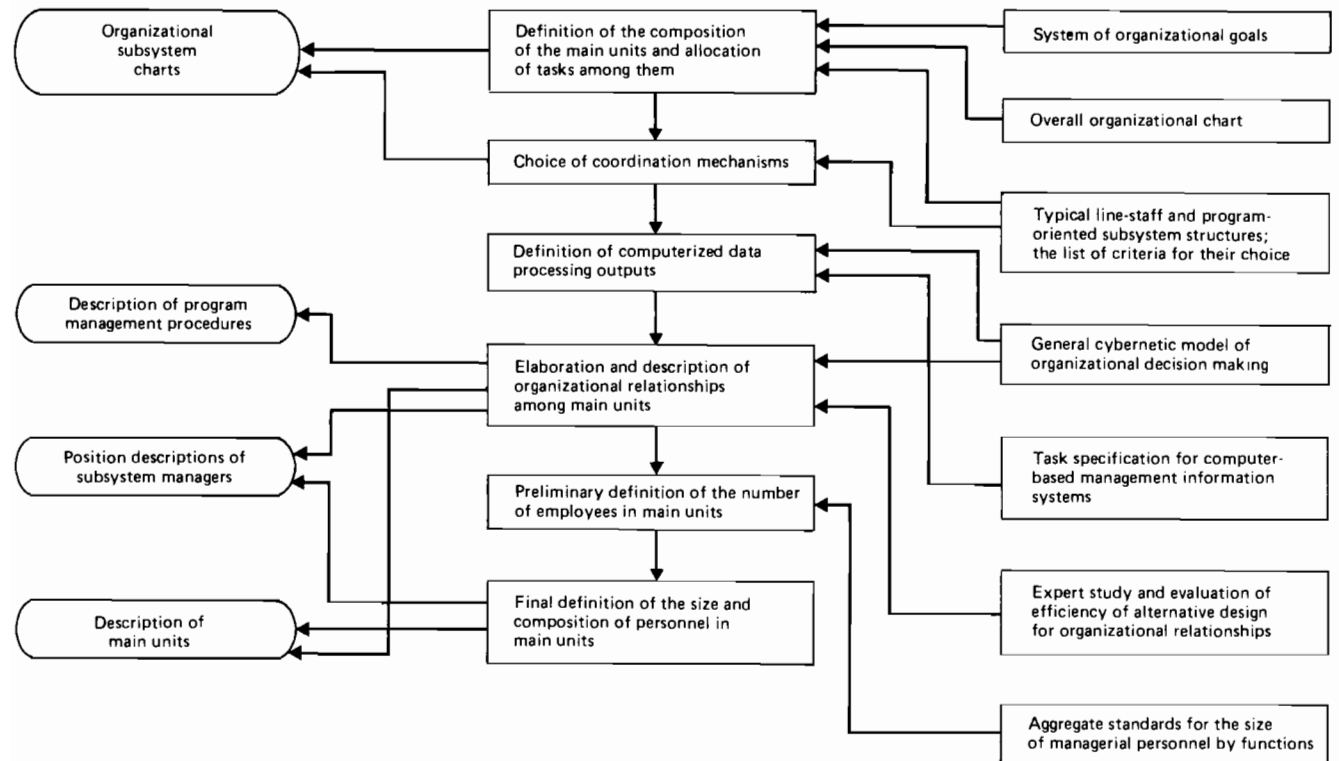 Organizational
subsystem
charts
Description of program
management procedures
Position descriptions of
subsystem managers
Description of
main units
Definition of the composition
of the main units and allocation
of tasks among them
Choice of coordination mechanisms
Definition of computerized data
processing outputs
Elaboration and description of
organizational relationships
among main units
Preliminary definition of the number
of employees in main units
Final definition of the size and
composition of personnel in
main units
System of organizational goals
Overall organizational chart
Typical line-staff and program-
oriented subsystem structures;
the list of criteria for their choice
General cybernetic model of
organizational decision making
Task specification for computer-
based management information
systems
Expert study and evaluation of
efficiency of alternative design
for organizational relationships
Aggregate standards for the size
of managerial personnel by functions